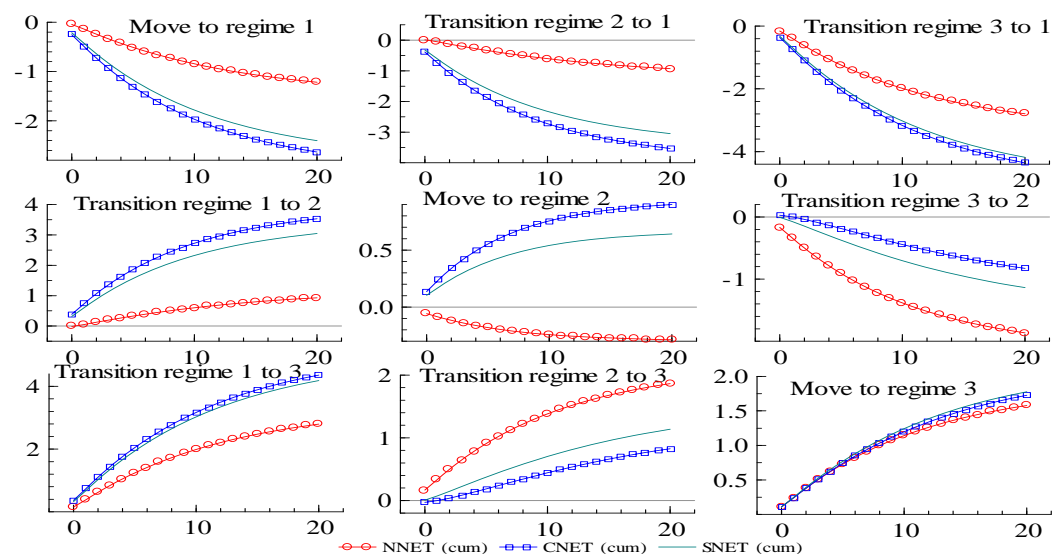 Move to regime 1
0
-1
-2
0 10 20
Transition regime 2 to 1
0
-1
-2
-3
0 10 20
Transition regime 3 to 1
0
-2
-4
0 10 20
Transition regime 1 to 2
4
3
2
1
0
0 10 20
Move to regime 2
0.5
0.0
0 10 20
Transition regime 3 to 2
0
-1
0 10 20
Transition regime 1 to 3
4
2
0 10 20
Transition regime 2 to 3
2
1
0
0 10 20
Move to regime 3
2.0
1.5
1.0
0.5
0 10 20
NNET (cum) CNET (cum) SNET (cum)